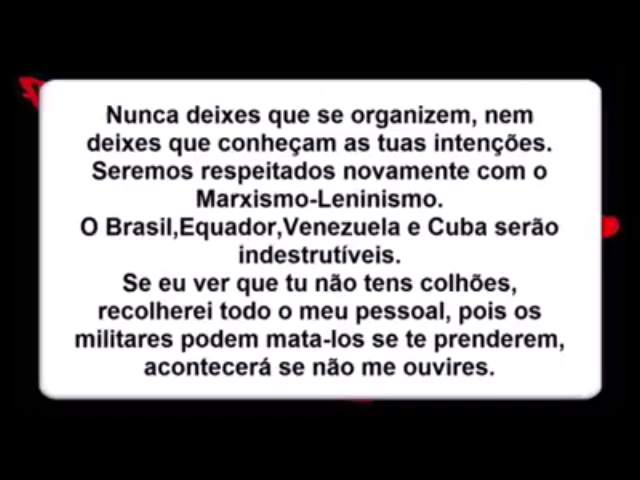 Nunca deixes que se organizem, nem
deixes que conheçam as tuas intenções.
Seremos respeitados novamente com o
Marxismo-Leninismo.
O Brasil,Equador,Venezuela e Cuba serão
indestrutíveis.
Se eu ver que tu não tens colhões,
recolherei todo o meu pessoal, pois os
militares podem mata-los se te prenderem,
acontecerá se não me ouvires.